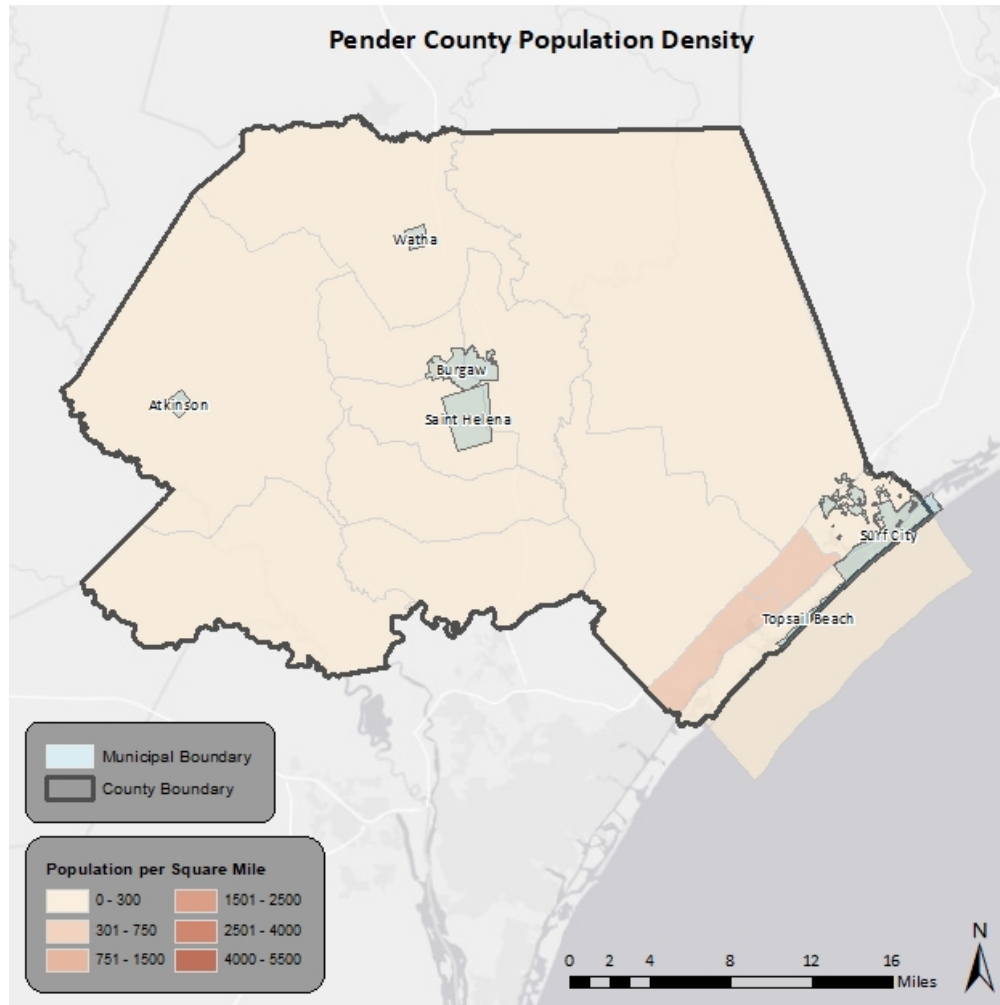 Pender County Population Density
Watha
Burgaw
Atkinson
Saint Helena
Surf City
Topsail Beach
Municipal Boundary
County Boundary
Population per Square Mile
0 - 300
1501 - 2500
301 - 750
2501 - 4000
751 - 1500
4000 - 5500
N
0 2 4 8 12 16
Miles